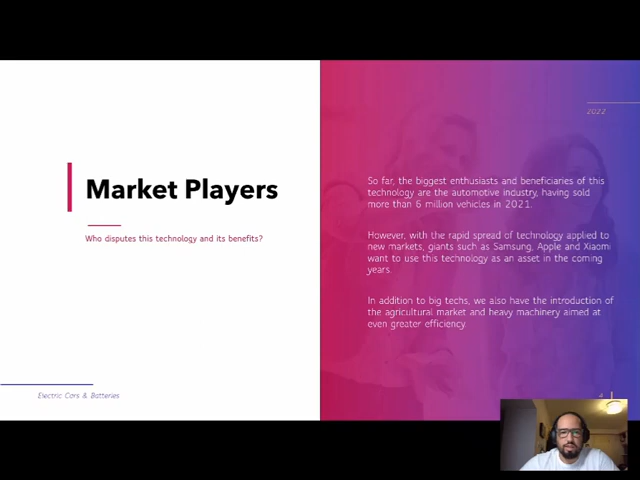 Market Players
Who disputes this technology and its benefits?
Electric Cars & Batteries
2022
So far, the biggest enthusiasts and beneficiaries of this
technology are the automotive industry, having sold
more than 6 million vehicles in 2021.
However, with the rapid spread of technology applied to
new markets, giants such as Samsung, Apple and Xiaomi
want to use this technology as an asset in the coming
years.
In addition to big techs, we also have the introduction of
the agricultural market and heavy machinery aimed at
even greater efficiency